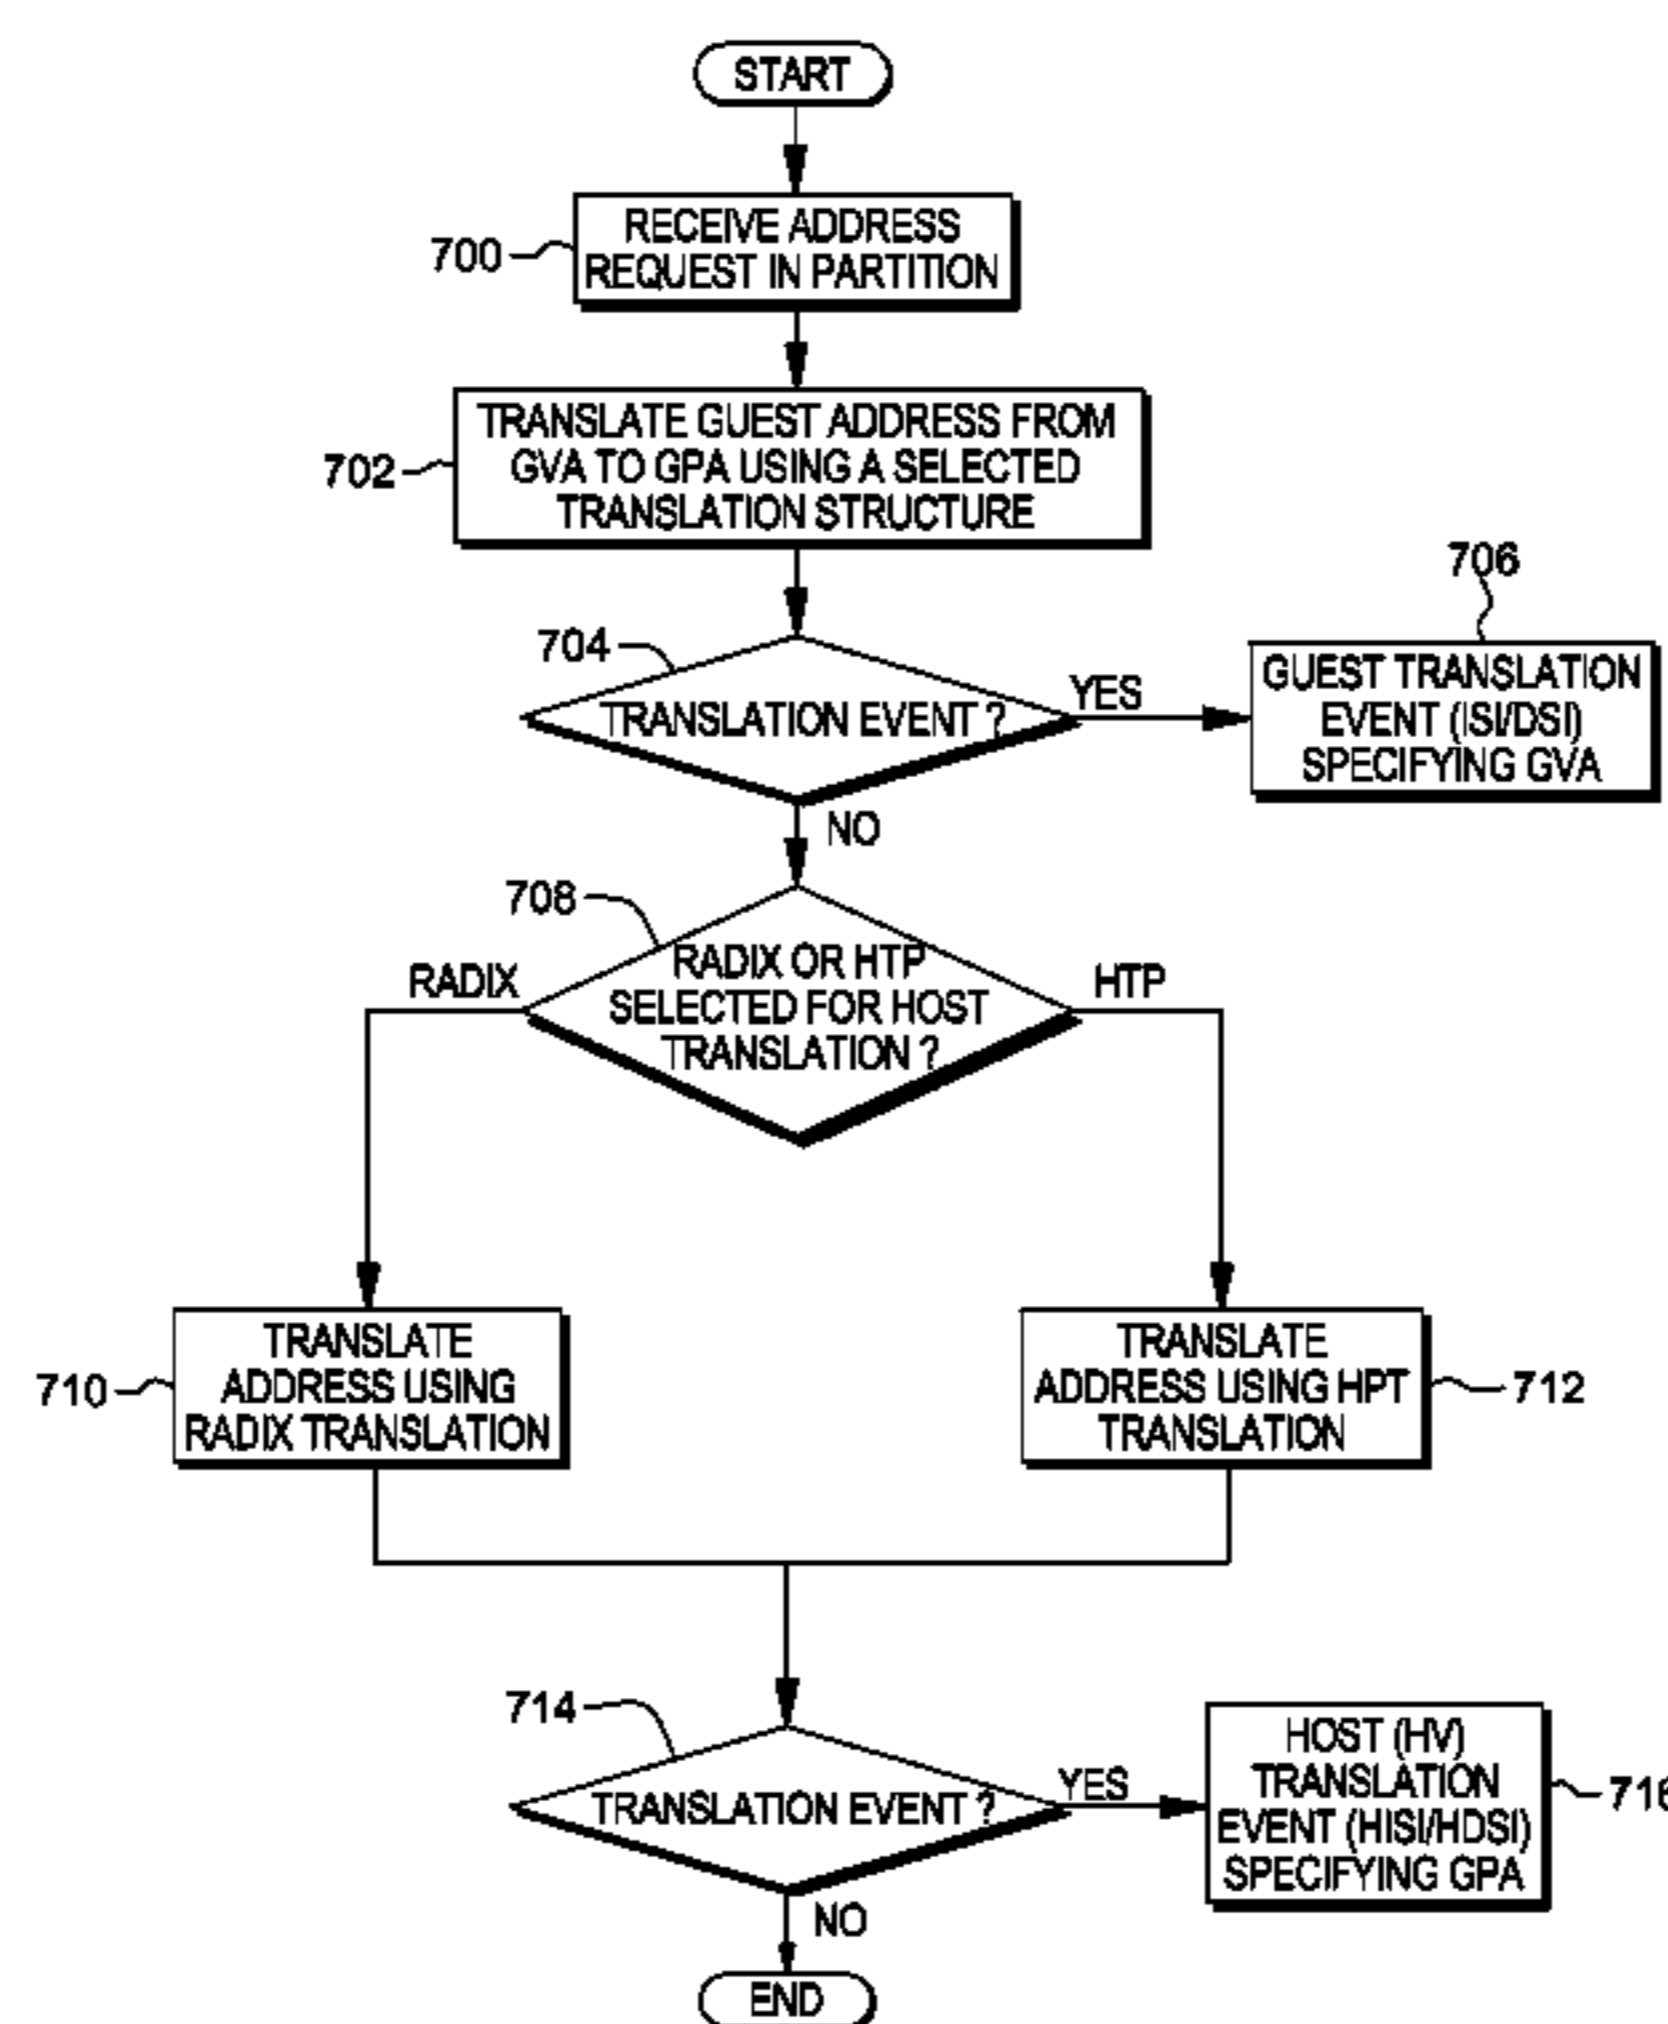 START
700
RECEIVE ADDRESS
REQUEST IN PARTITION
702
TRANSLATE GUEST ADDRESS FROM
GVA TO GPA USING A SELECTED
TRANSLATION STRUCTURE
704
TRANSLATION EVENT ?
YES
706
GUEST TRANSLATION
EVENT (ISI/DSI)
SPECIFYING GVA
NO
708
RADIX OR HTP
SELECTED FOR HOST
TRANSLATION ?
RADIX
HTP
710
TRANSLATE
ADDRESS USING
RADIX TRANSLATION
TRANSLATE
ADDRESS USING HPT
TRANSLATION
712
714
TRANSLATION EVENT ?
YES
HOST (HV)
TRANSLATION
EVENT (HISI/HDSI)
SPECIFYING GPA
716
NO
END